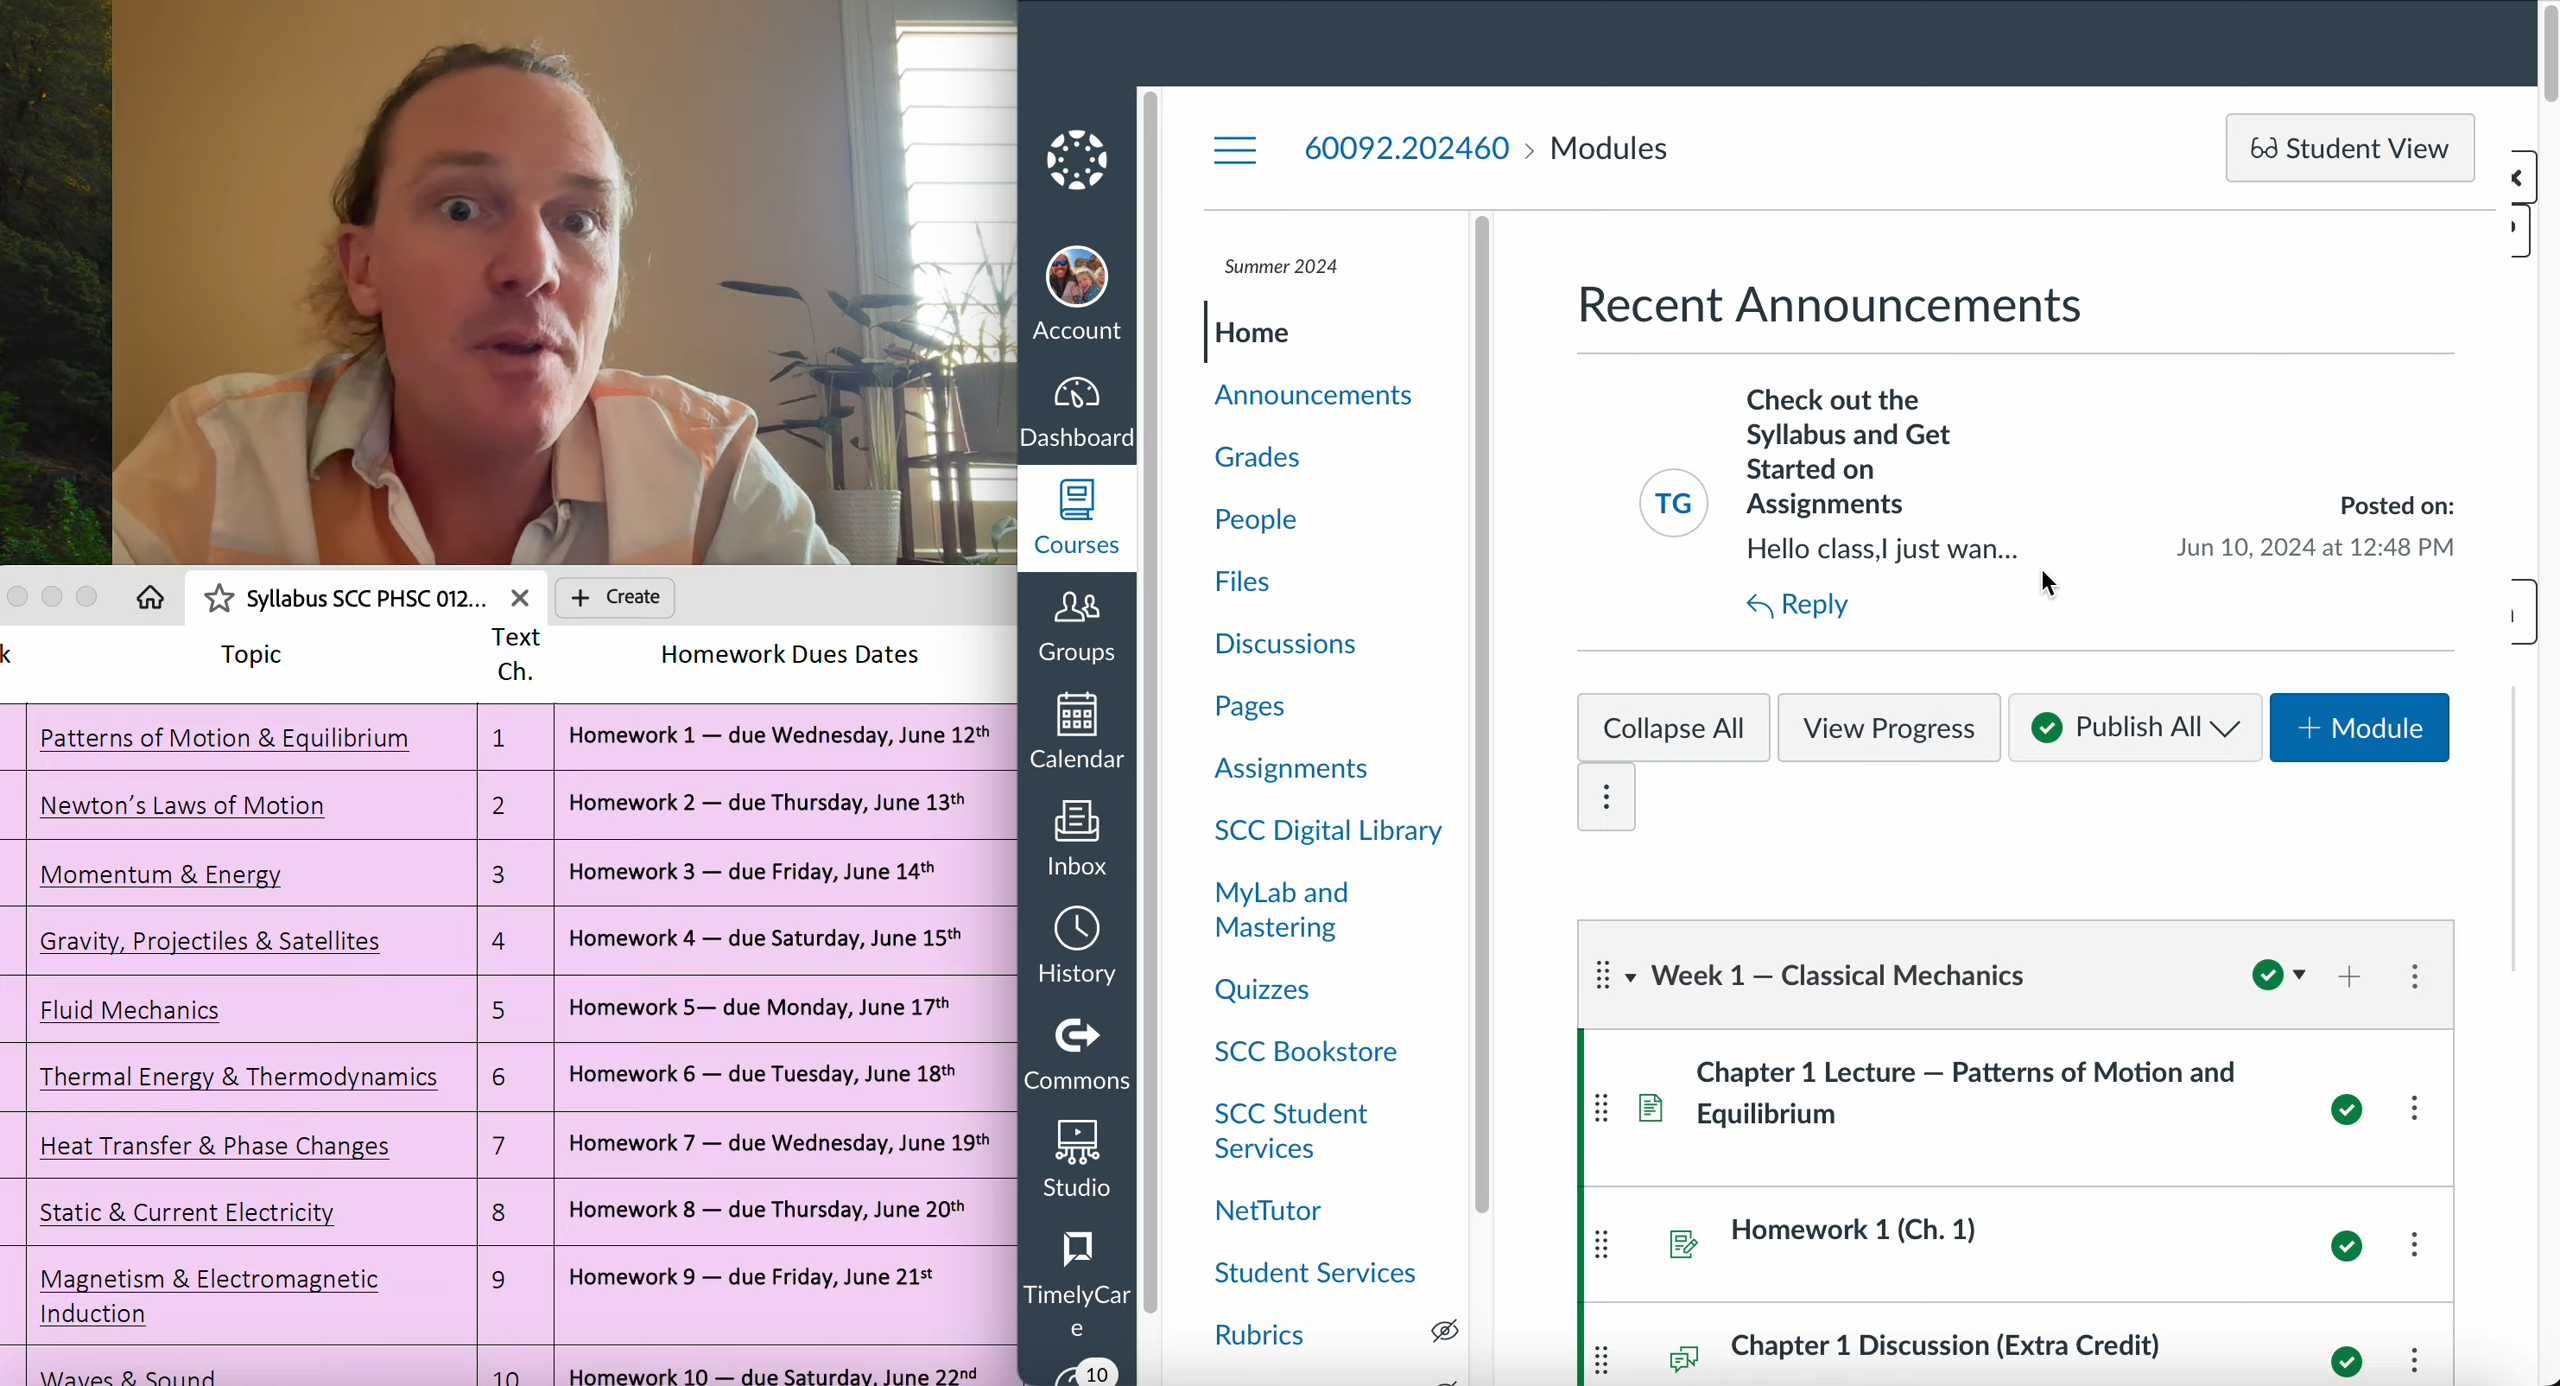 Syllabus SCC PHSC 012...
+ Create
k
Topic
Text
Ch.
Homework Dues Dates
Patterns of Motion & Equilibrium
1
Homework 1 — due Wednesday, June 12th
Newton's Laws of Motion
2
Homework 2 — due Thursday, June 13th
Momentum & Energy
3
Homework 3 — due Friday, June 14th
Gravity, Projectiles & Satellites
4
Homework 4 — due Saturday, June 15th
Fluid Mechanics
5
Homework 5— due Monday, June 17th
Thermal Energy & Thermodynamics
6
Homework 6 — due Tuesday, June 18th
Heat Transfer & Phase Changes
7
Homework 7 — due Wednesday, June 19th
Static & Current Electricity
8
Homework 8 — due Thursday, June 20th
Magnetism & Electromagnetic
Induction
9
Homework 9 — due Friday, June 21st
Waves & Sound
10
Homework 10 — due Saturday, June 22nd
Account
Dashboard
Courses
Groups
Calendar
Inbox
History
Commons
Studio
TimelyCar
e
10
60092.202460 > Modules
Student View
Summer 2024
Home
Announcements
Grades
People
Files
Discussions
Pages
Assignments
SCC Digital Library
MyLab and
Mastering
Quizzes
SCC Bookstore
SCC Student
Services
NetTutor
Student Services
Rubrics
Recent Announcements
TG
Check out the
Syllabus and Get
Started on
Assignments
Hello class,I just wan...
Posted on:
Jun 10, 2024 at 12:48 PM
Reply
Collapse All
View Progress
Publish All
+ Module
Week 1 — Classical Mechanics
Chapter 1 Lecture — Patterns of Motion and
Equilibrium
Homework 1 (Ch. 1)
Chapter 1 Discussion (Extra Credit)